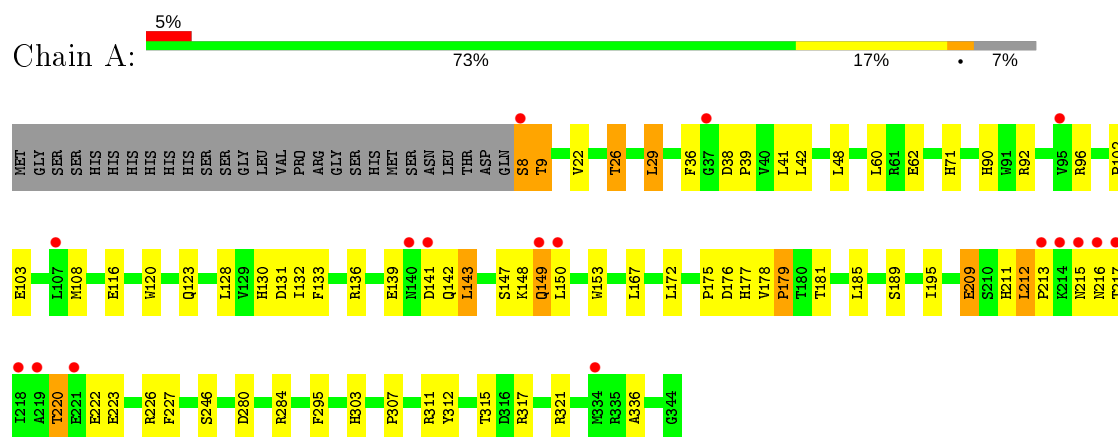 5%
Chain A:
73% 17% • 7%
MET GLY SER SER HIS HIS HIS HIS HIS HIS SER SER GLY LEU VAL PRO ARG GLY SER HIS MET SER ASN LEU THR ASP GLN S8 T9 V22 T26 L29 F36 G37 D38 P39 V40 L41 L42 L48 L60 R61 E62 H71 H90 W91 R92 V95 R96
E103 L107 M108 E116 W120 Q123 L128 V129 H130 D131 I132 F133 R136 E139 N140 D141 Q142 L143 S147 K148 Q149 L150 W153 L167 L172 P175 D176 H177 V178 P179 T180 T181 L185 S189 I195 E209 S210 H211 L212 P213 K214 N215 N216
I218 A219 T220 E221 E222 E223 R226 F227 S246 D280 R284 F295 H303 P307 R311 Y312 T315 D316 R317 R321 M334 R335 A336 G344